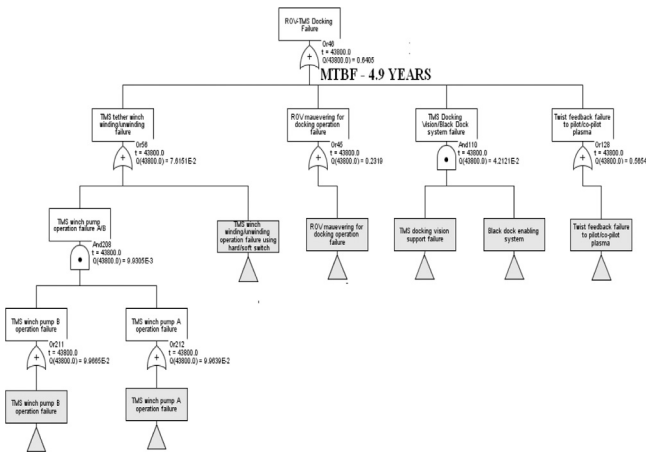 ROV-TMS Docking
Failure
Or46
t = 43800.0
Q(43800.0) = 0.6405
MTBF - 4.9 YEARS
TMS tether winch
winding/unwinding
failure
Or56
t = 43800.0
Q(43800.0) = 7.6151E-2
ROV mauevering for
docking operation
failure
Or45
t = 43800.0
Q(43800.0) = 0.2319
TMS Docking
Vision/Black Dock
system failure
And110
t = 43800.0
Q(43800.0) = 4.2121E-2
Twist feedback failure
to pilot/co-pilot
plasma
Or128
t = 43800.0
Q(43800.0) = 0.5654
TMS winch pump
operation failure A/B
And208
t = 43800.0
Q(43800.0) = 9.9305E-3
TMS winch
winding/unwinding
operation failure using
hard/soft switch
ROV mauevering for
docking operation
failure
TMS docking vision
support failure
Black dock enabling
system
Twist feedback failure
to pilot/co-pilot
plasma
TMS winch pump B
operation failure
Or211
t = 43800.0
Q(43800.0) = 9.9665E-2
TMS winch pump A
operation failure
Or212
t = 43800.0
Q(43800.0) = 9.9639E-2
TMS winch pump B
operation failure
TMS winch pump A
operation failure